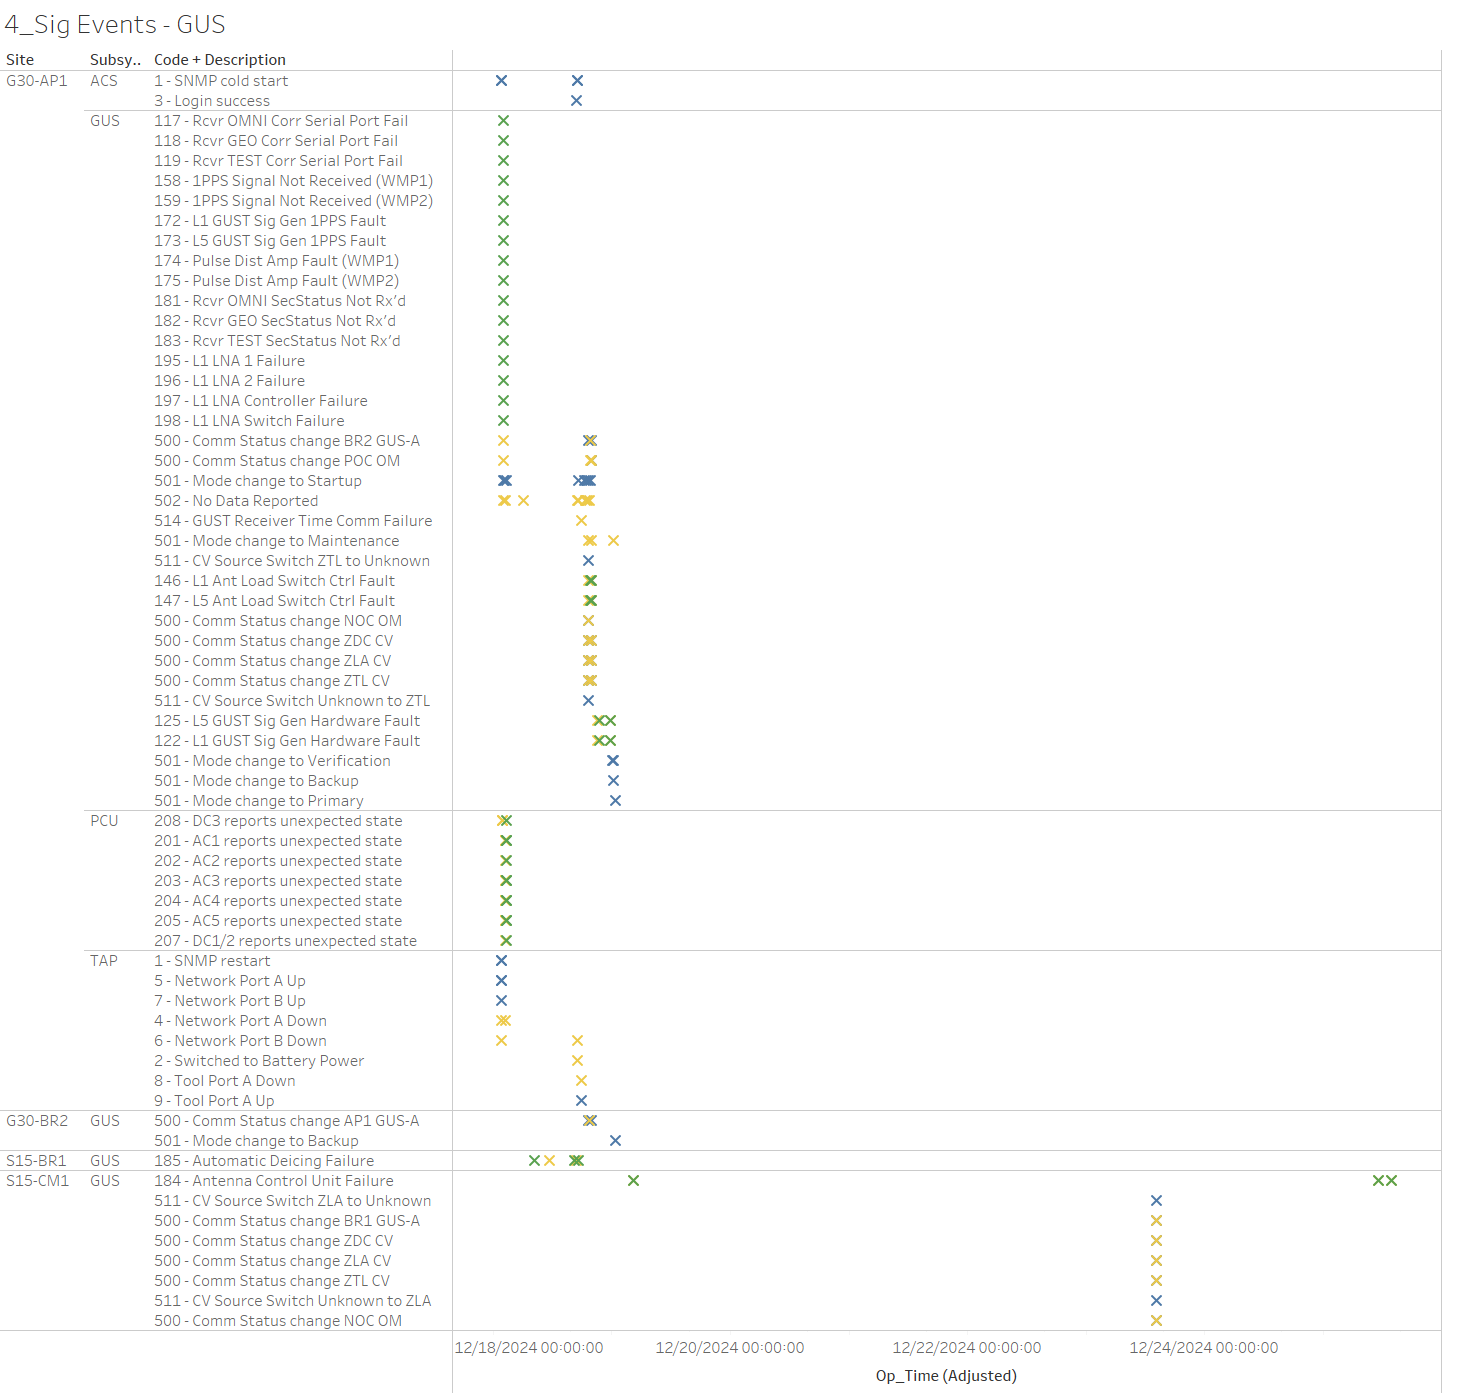 4_Sig Events - GUS
Site Subsy.. Code + Description
G30-AP1 ACS 1 - SNMP cold start
3 - Login success
GUS 117 - Rcvr OMNI Corr Serial Port Fail
118 - Rcvr GEO Corr Serial Port Fail
119 - Rcvr TEST Corr Serial Port Fail
158 - 1PPS Signal Not Received (WMP1)
159 - 1PPS Signal Not Received (WMP2)
172 - L1 GUST Sig Gen 1PPS Fault
173 - L5 GUST Sig Gen 1PPS Fault
174 - Pulse Dist Amp Fault (WMP1)
175 - Pulse Dist Amp Fault (WMP2)
181 - Rcvr OMNI SecStatus Not Rx'd
182 - Rcvr GEO SecStatus Not Rx'd
183 - Rcvr TEST SecStatus Not Rx'd
195 - L1 LNA 1 Failure
196 - L1 LNA 2 Failure
197 - L1 LNA Controller Failure
198 - L1 LNA Switch Failure
500 - Comm Status change BR2 GUS-A
500 - Comm Status change POC OM
501 - Mode change to Startup
502 - No Data Reported
514 - GUST Receiver Time Comm Failure
501 - Mode change to Maintenance
511 - CV Source Switch ZTL to Unknown
146 - L1 Ant Load Switch Ctrl Fault
147 - L5 Ant Load Switch Ctrl Fault
500 - Comm Status change NOC OM
500 - Comm Status change ZDC CV
500 - Comm Status change ZLA CV
500 - Comm Status change ZTL CV
511 - CV Source Switch Unknown to ZTL
125 - L5 GUST Sig Gen Hardware Fault
122 - L1 GUST Sig Gen Hardware Fault
501 - Mode change to Verification
501 - Mode change to Backup
501 - Mode change to Primary
PCU 208 - DC3 reports unexpected state
201 - AC1 reports unexpected state
202 - AC2 reports unexpected state
203 - AC3 reports unexpected state
204 - AC4 reports unexpected state
205 - AC5 reports unexpected state
207 - DC1/2 reports unexpected state
TAP 1 - SNMP restart
5 - Network Port A Up
7 - Network Port B Up
4 - Network Port A Down
6 - Network Port B Down
2 - Switched to Battery Power
8 - Tool Port A Down
9 - Tool Port A Up
G30-BR2 GUS 500 - Comm Status change AP1 GUS-A
501 - Mode change to Backup
S15-BR1 GUS 185 - Automatic Deicing Failure
S15-CM1 GUS 184 - Antenna Control Unit Failure
511 - CV Source Switch ZLA to Unknown
500 - Comm Status change BR1 GUS-A
500 - Comm Status change ZDC CV
500 - Comm Status change ZLA CV
500 - Comm Status change ZTL CV
511 - CV Source Switch Unknown to ZLA
500 - Comm Status change NOC OM
12/18/2024 00:00:00 12/20/2024 00:00:00 12/22/2024 00:00:00 12/24/2024 00:00:00
Op_Time (Adjusted)